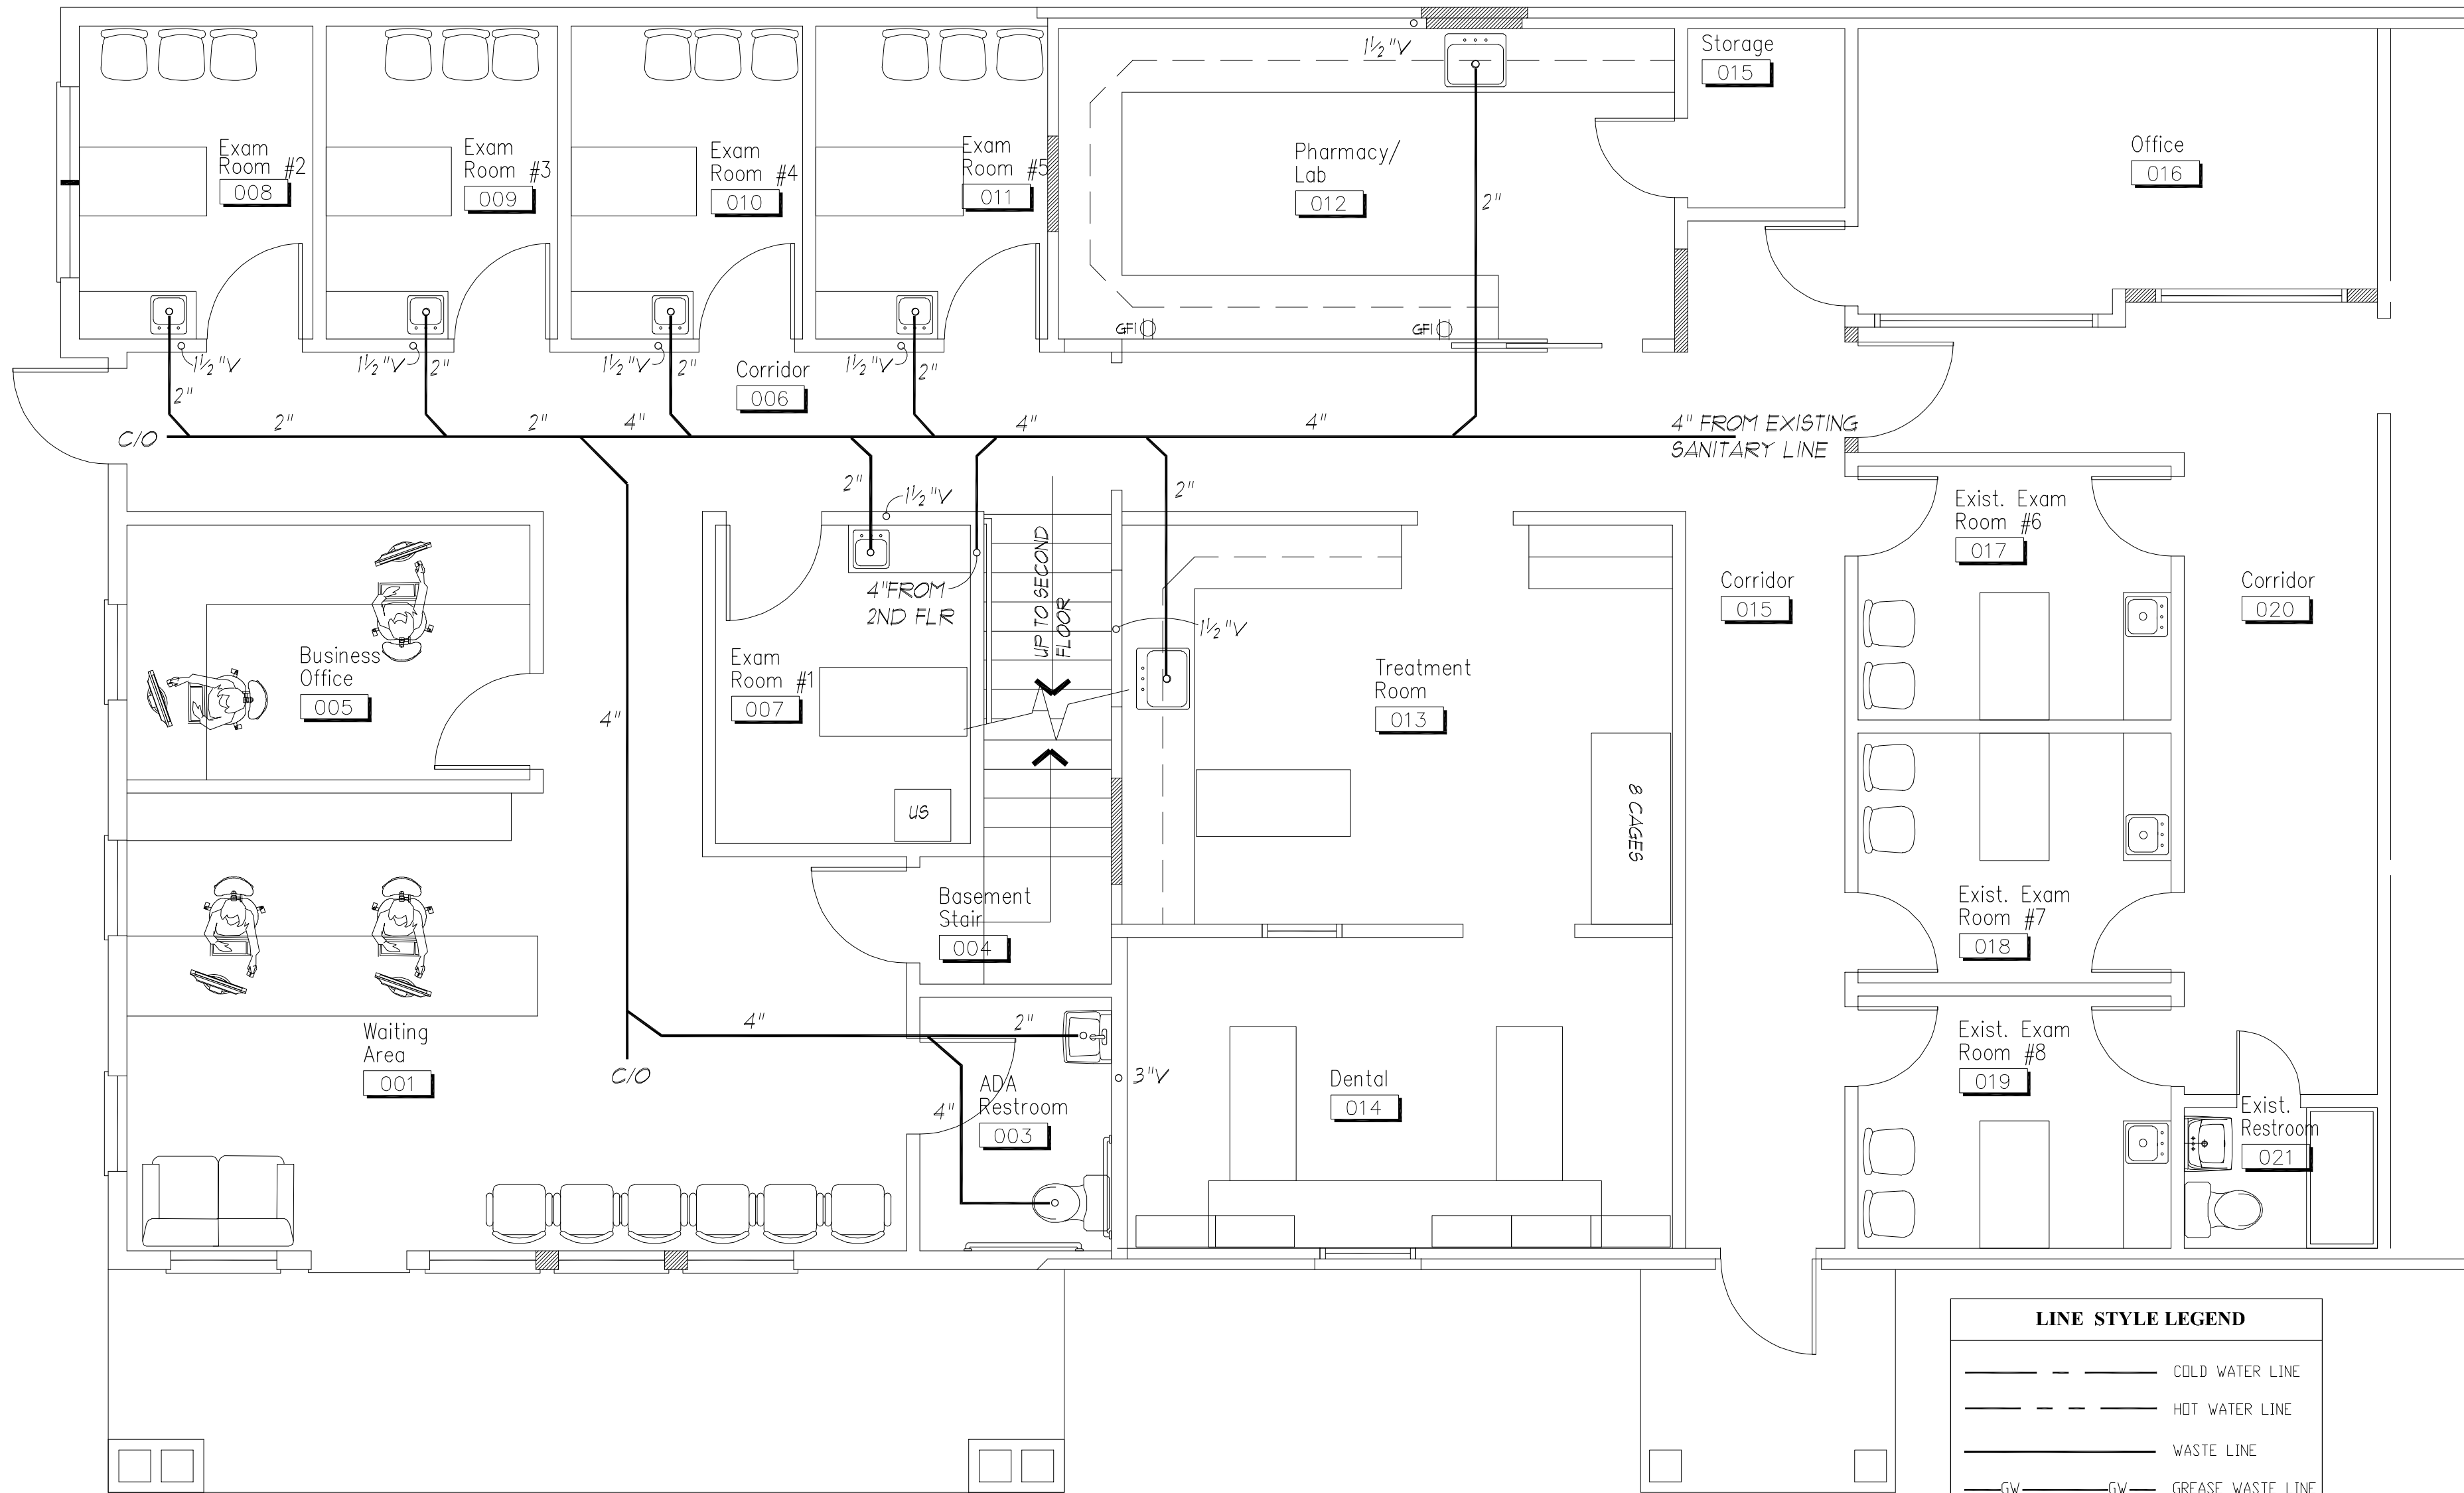 1½"V
Storage
015
Exam
Room #2
008
Exam
Room #3
009
Exam
Room #4
010
Exam
Room #5
011
Pharmacy/
Lab
012
2"
Office
016
GFI
GFI
1½"V
2"
1½"V
2"
1½"V
2"
1½"V
2"
Corridor
006
C/O
2"
2"
4"
4"
4"
4" FROM EXISTING
SANITARY LINE
2"
1½"V
2"
4"FROM
2ND FLR
UP TO SECOND
FLOOR
1½"V
Exist. Exam
Room #6
017
Corridor
015
Corridor
020
Business
Office
005
4"
Exam
Room #1
007
Treatment
Room
013
US
8 CAGES
Basement
Stair
004
Exist. Exam
Room #7
018
Waiting
Area
001
4"
2"
C/O
ADA
Restroom
003
4"
3"V
Dental
014
Exist. Exam
Room #8
019
Exist.
Restroom
021
LINE STYLE LEGEND
COLD WATER LINE
HOT WATER LINE
WASTE LINE
GW GW GREASE WASTE LINE